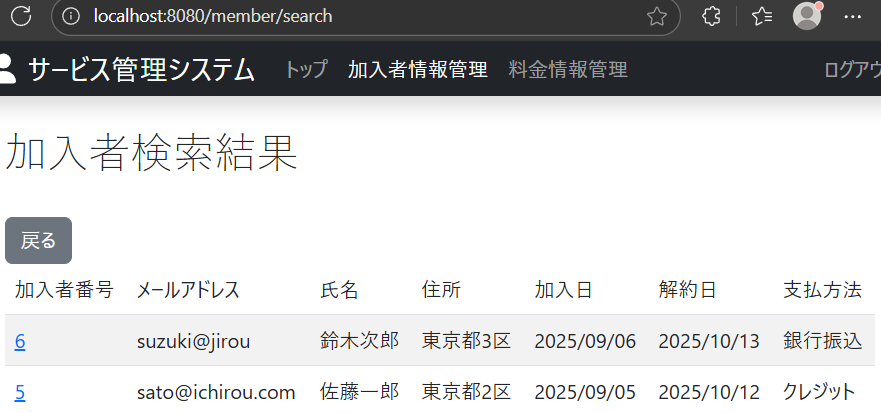 localhost:8080/member/search
サービス管理システム トップ 加入者情報管理 料金情報管理 ログアウ
加入者検索結果
戻る
加入者番号 メールアドレス 氏名 住所 加入日 解約日 支払方法
6 suzuki@jirou 鈴木次郎 東京都3区 2025/09/06 2025/10/13 銀行振込
5 sato@ichirou.com 佐藤一郎 東京都2区 2025/09/05 2025/10/12 クレジット